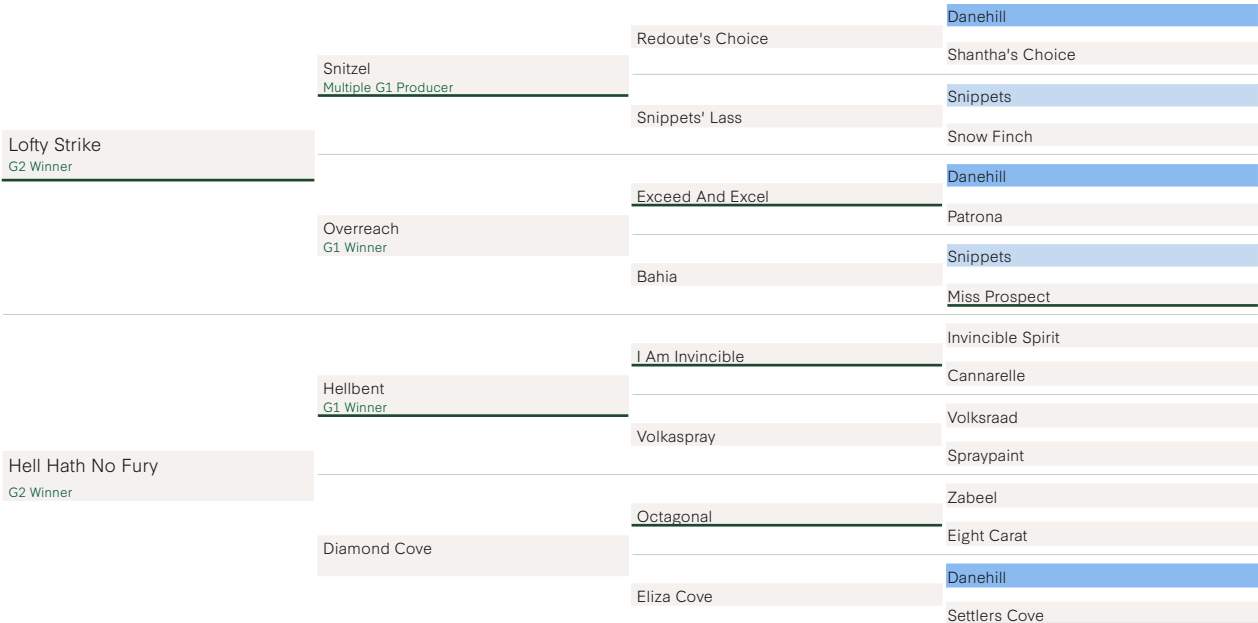 Danehill
Redoute's Choice
Shantha's Choice
Snitzel
Multiple G1 Producer
Snippets
Snippets' Lass
Snow Finch
Lofty Strike
G2 Winner
Danehill
Exceed And Excel
Patrona
Overreach
G1 Winner
Snippets
Bahia
Miss Prospect
Invincible Spirit
I Am Invincible
Cannarelle
Hellbent
G1 Winner
Volksraad
Volkaspray
Spraypaint
Hell Hath No Fury
G2 Winner
Zabeel
Octagonal
Eight Carat
Diamond Cove
Danehill
Eliza Cove
Settlers Cove